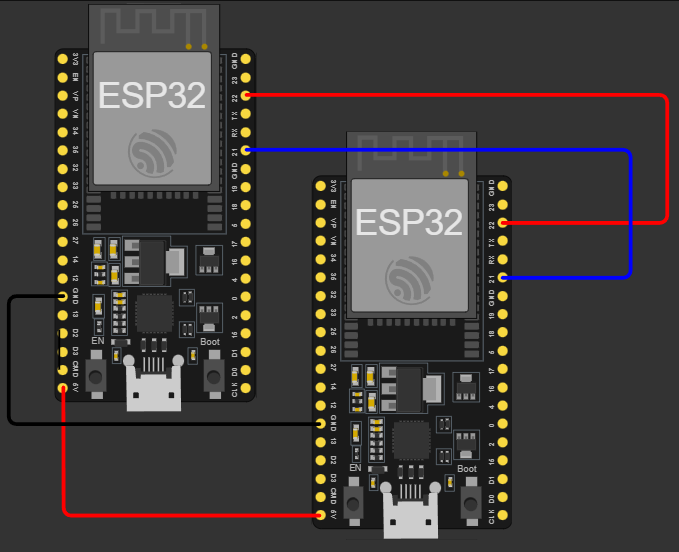 ESP32
3V3
EN
VP
VN
34
35
32
33
25
26
27
14
12
GND
13
D2
D3
CMD
5V
GND
23
22
TX
RX
21
GND
19
18
5
17
16
4
0
2
15
D1
D0
CLK
EN
Boot
ESP32
3V3
EN
VP
VN
34
35
32
33
25
26
27
14
12
GND
13
D2
D3
CMD
5V
GND
23
22
TX
RX
21
GND
19
18
5
17
16
4
0
2
15
D1
D0
CLK
EN
Boot